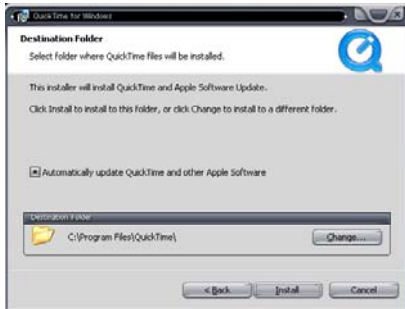 QuickTime for Windows
Destination Folder
Select folder where QuickTime files will be installed.
This installer will install QuickTime and Apple Software Update.
Click Install to install to this folder, or click Change to install to a different folder.
Automatically update QuickTime and other Apple Software
Destination Folder
C:\Program Files\QuickTime\
Change...
< Back
Install
Cancel